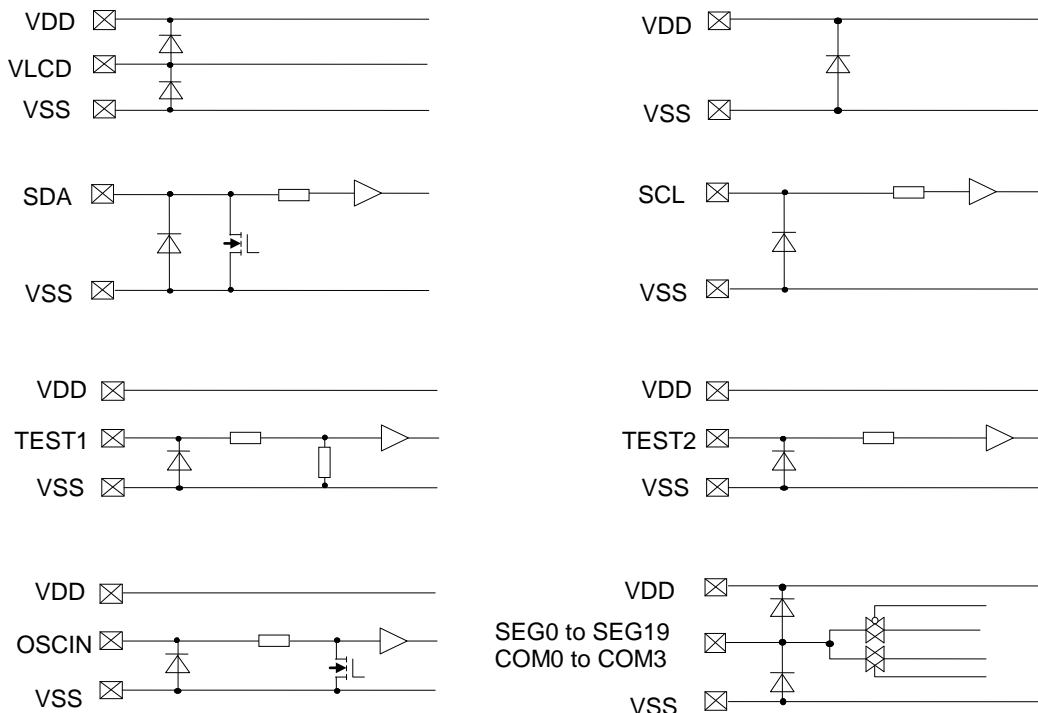 VDD
VLCD
VSS
VDD
VSS
SDA
VSS
SCL
VSS
VDD
TEST1
VSS
VDD
TEST2
VSS
VDD
OSCIN
VSS
VDD
SEG0 to SEG19
COM0 to COM3
VSS